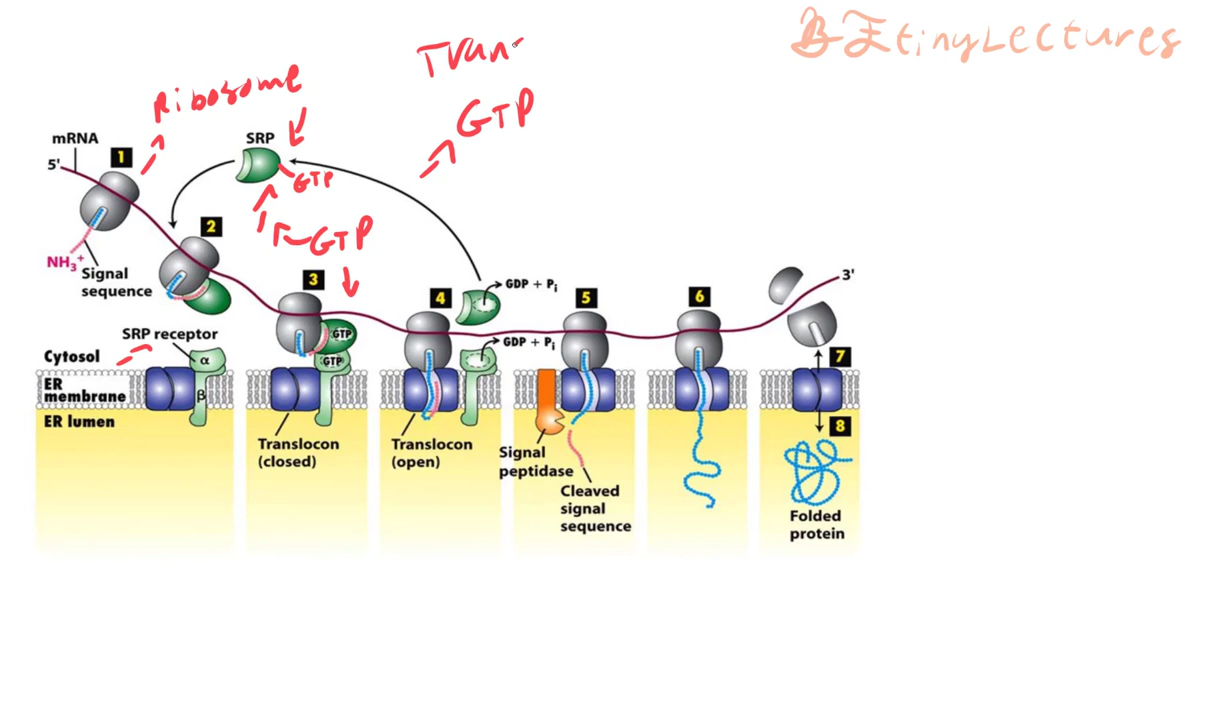 tinyLectures
Tran
Ribosome
GTP
mRNA
5'
1
SRP
GTP
2
GTP
NH3+
Signal
sequence
3
4
GDP + Pi
5
6
3'
SRP receptor
α
GTP
GTP
GDP + Pi
7
Cytosol
ER
membrane
β
ER lumen
8
Translocon
(closed)
Translocon
(open)
Signal
peptidase
Cleaved
signal
sequence
Folded
protein